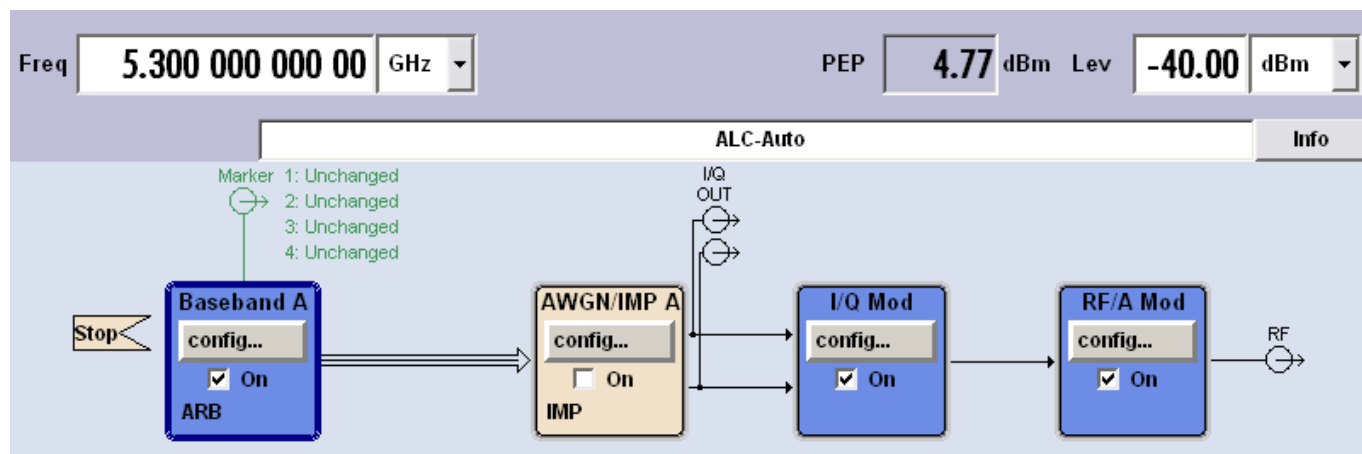 Freq 5.300 000 000 00 GHz PEP 4.77 dBm Lev -40.00 dBm
ALC-Auto Info
Marker 1: Unchanged
2: Unchanged
3: Unchanged
4: Unchanged
I/Q
OUT
Stop
Baseband A
config...
On
ARB
AWGN/IMP A
config...
On
IMP
I/Q Mod
config...
On
RF/A Mod
config...
On
RF